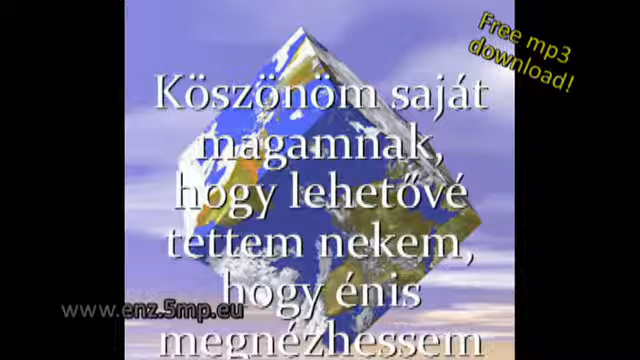 Free mp3
download!
Köszönöm saját
magamnak,
hogy lehetővé
tettem nekem,
hogy énis
www.enz.5mp.eu
megnézhessem